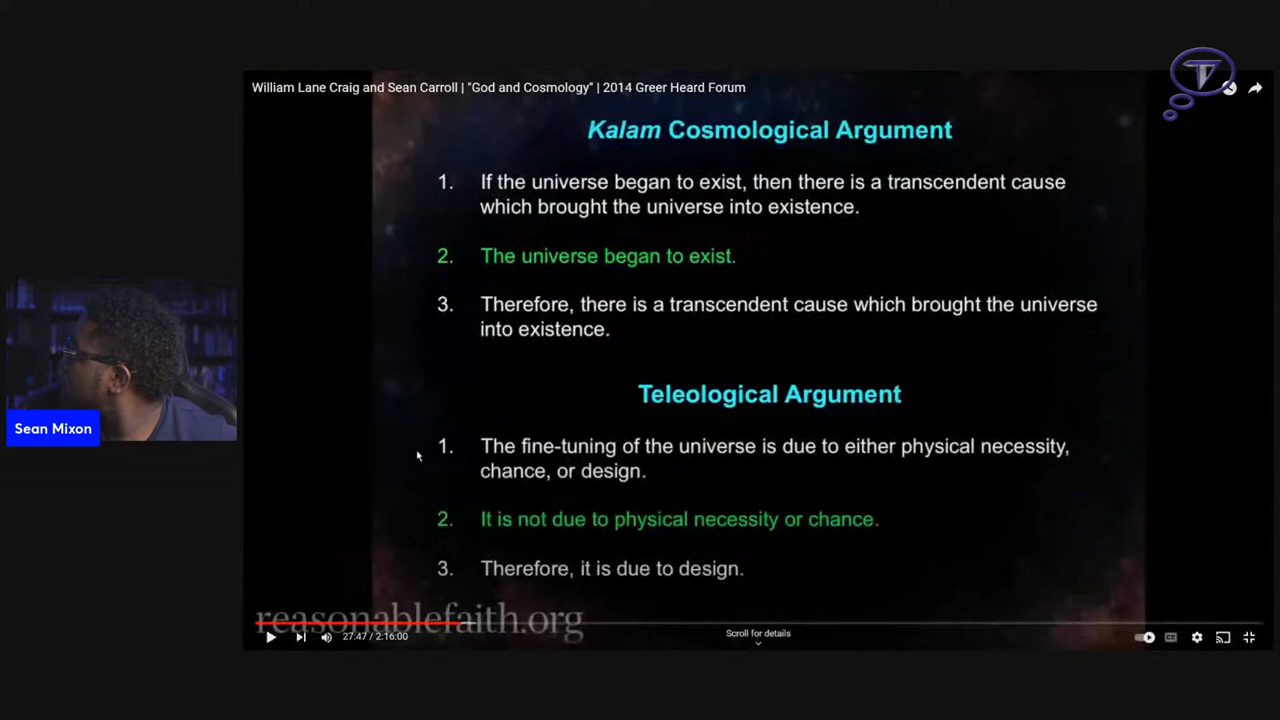 William Lane Craig and Sean Carroll | "God and Cosmology" | 2014 Greer Heard Forum
Kalam Cosmological Argument
1. If the universe began to exist, then there is a transcendent cause
which brought the universe into existence.
2. The universe began to exist.
3. Therefore, there is a transcendent cause which brought the universe
into existence.
Teleological Argument
1. The fine-tuning of the universe is due to either physical necessity,
chance, or design.
2. It is not due to physical necessity or chance.
3. Therefore, it is due to design.
Sean Mixon
reasonablefaith.org
27:47 / 2:16:00
Scroll for details
CC
T